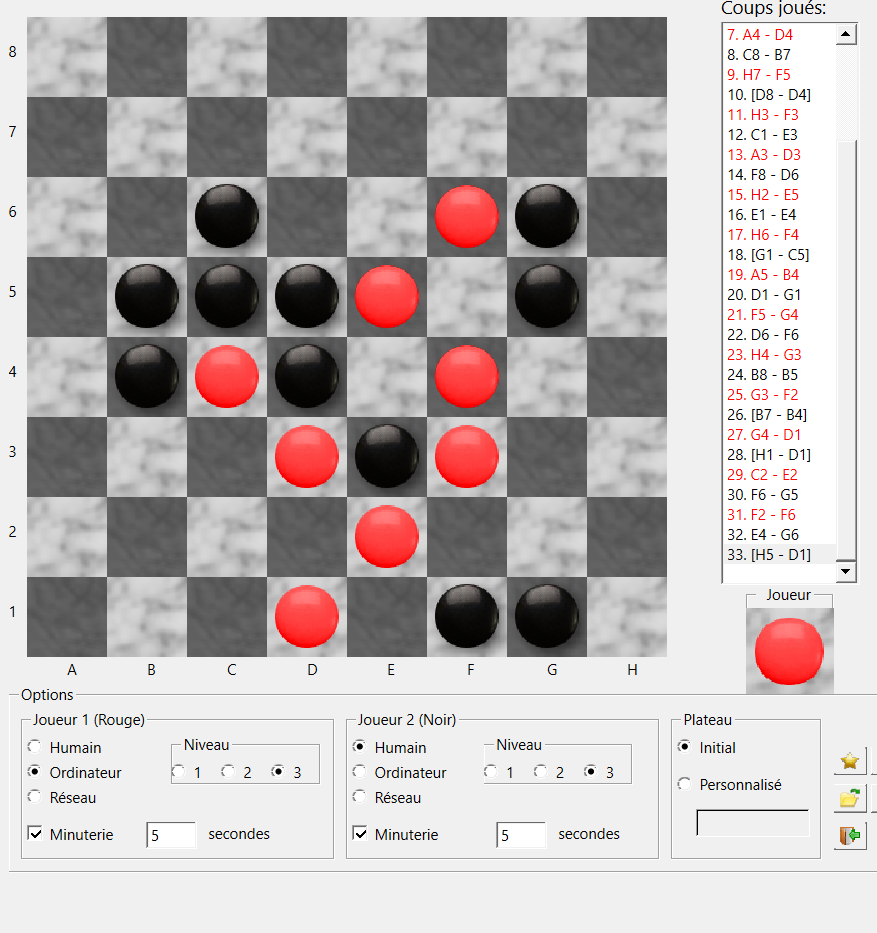 Coups joués:
7. A4 - D4
8. C8 - B7
9. H7 - F5
10. [D8 - D4]
11. H3 - F3
12. C1 - E3
13. A3 - D3
14. F8 - D6
15. H2 - E5
16. E1 - E4
17. H6 - F4
18. [G1 - C5]
19. A5 - B4
20. D1 - G1
21. F5 - G4
22. D6 - F6
23. H4 - G3
24. B8 - B5
25. G3 - F2
26. [B7 - B4]
27. G4 - D1
28. [H1 - D1]
29. C2 - E2
30. F6 - G5
31. F2 - F6
32. E4 - G6
33. [H5 - D1]
8
7
6
5
4
3
2
1
A B C D E F G H
Joueur
Options
Joueur 1 (Rouge)
Humain
Ordinateur
Réseau
Niveau
1 2 3
Minuterie 5 secondes
Joueur 2 (Noir)
Humain
Ordinateur
Réseau
Niveau
1 2 3
Minuterie 5 secondes
Plateau
Initial
Personnalisé